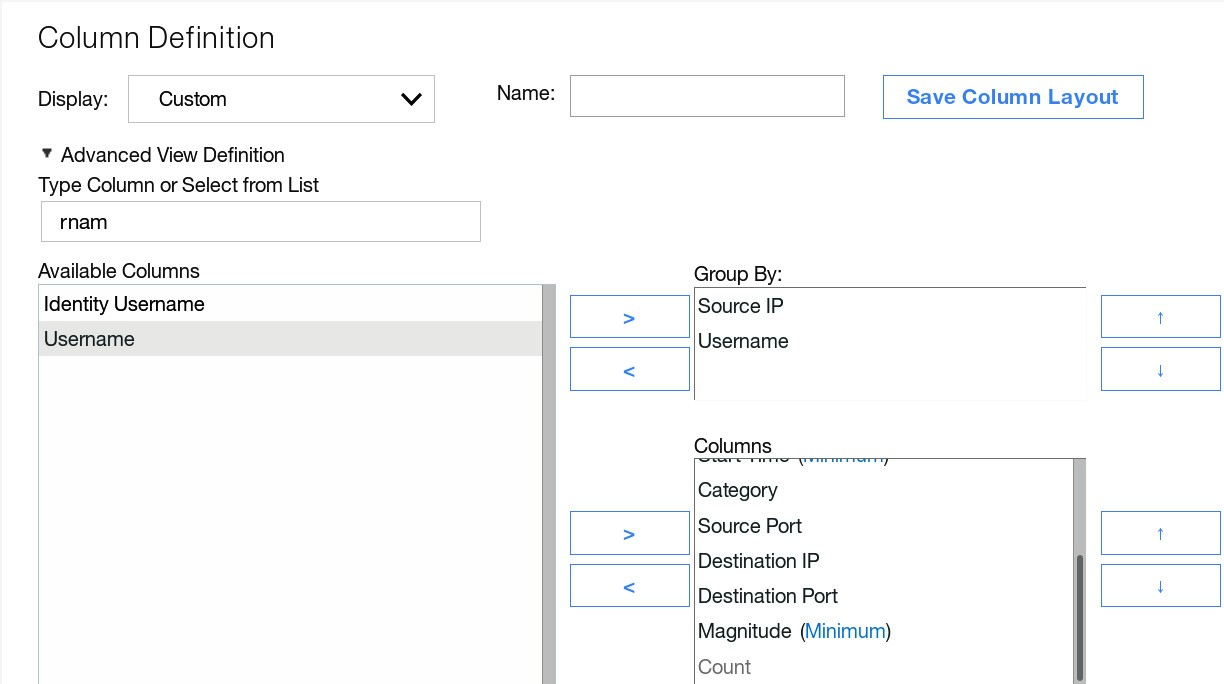 Column Definition
Display: Custom Name: Save Column Layout
▼ Advanced View Definition
Type Column or Select from List
rnam
Available Columns
Identity Username
Username
>
<
Group By:
Source IP
Username
↑
↓
Columns
Start Time (Minimum)
Category
Source Port
Destination IP
Destination Port
Magnitude (Minimum)
Count
>
<
↑
↓